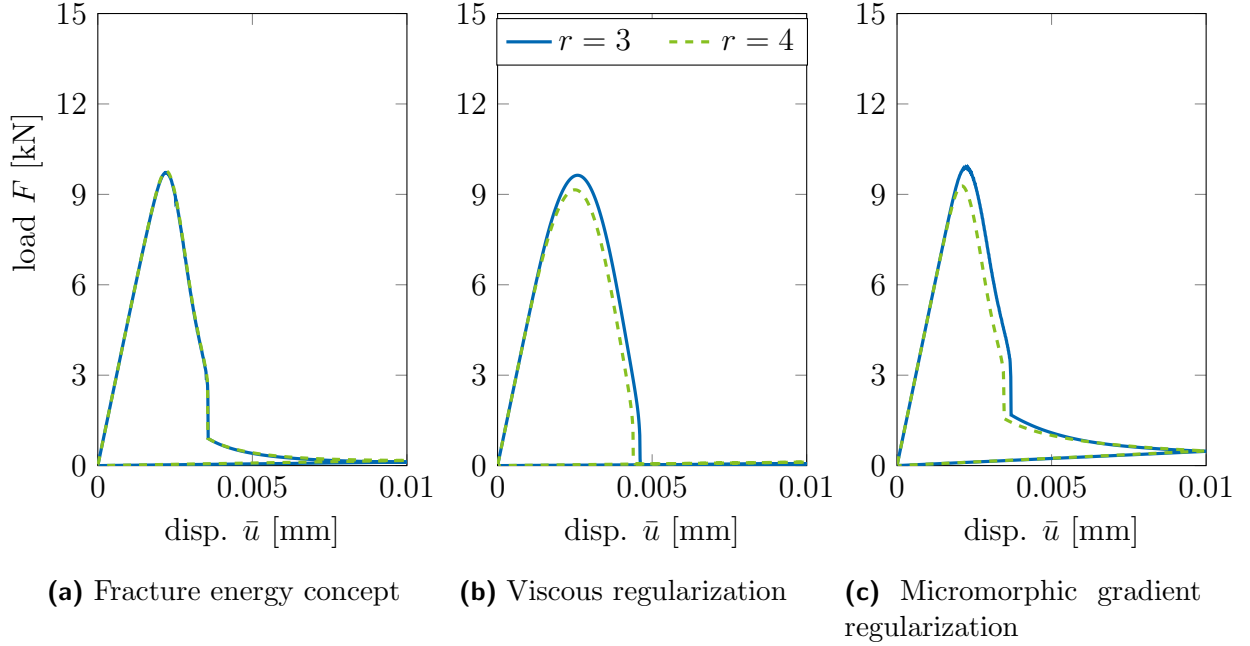 15
12
9
6
3
0
load F [kN]
0
0.005
0.01
disp. ū [mm]
(a) Fracture energy concept
r = 3
r = 4
15
12
9
6
3
0
0
0.005
0.01
disp. ū [mm]
(b) Viscous regularization
15
12
9
6
3
0
0
0.005
0.01
disp. ū [mm]
(c) Micromorphic gradient
regularization